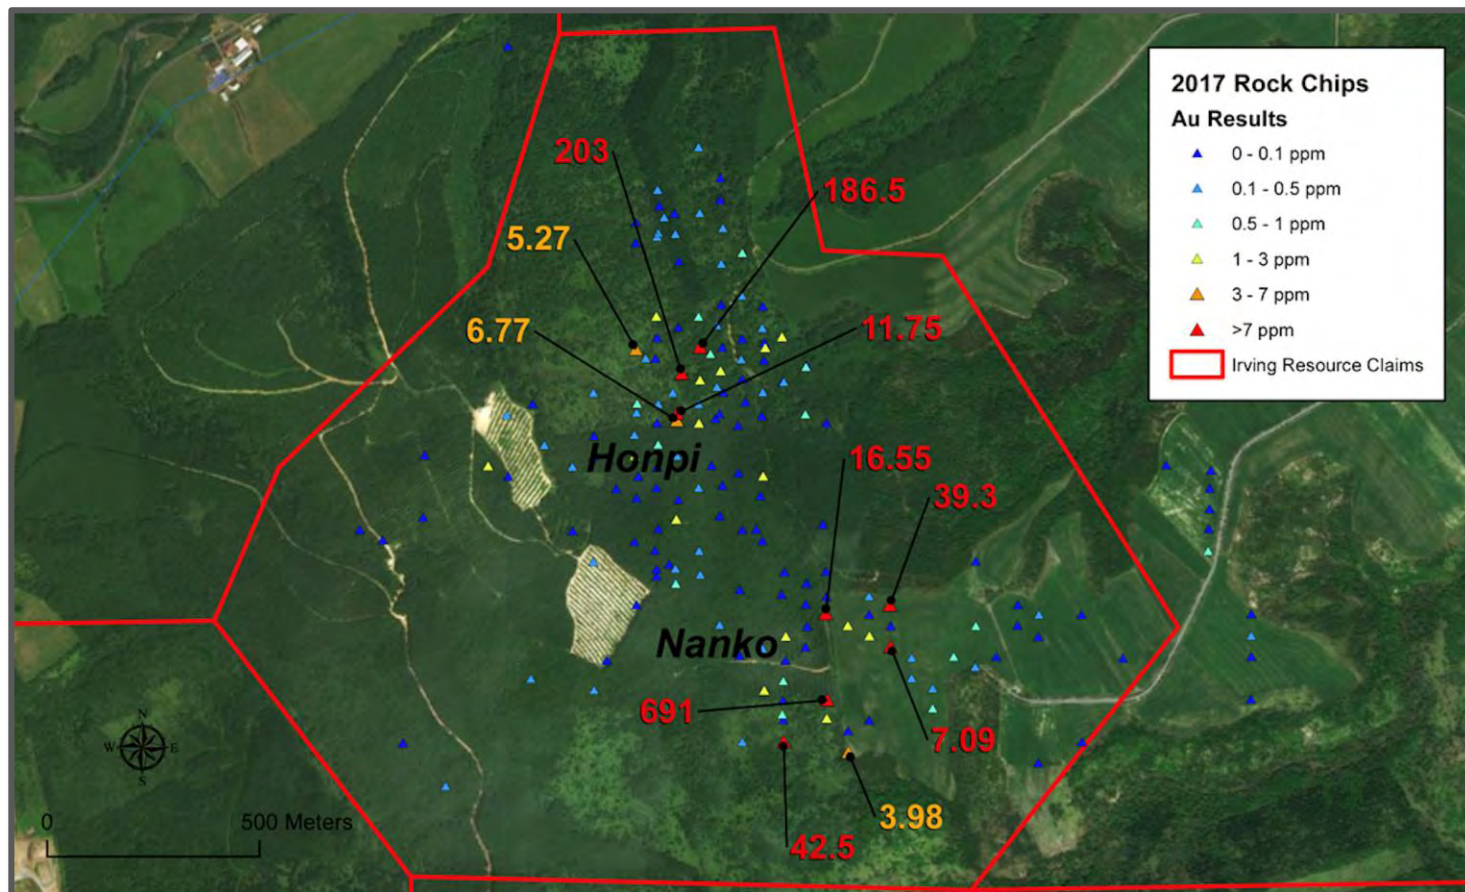 2017 Rock Chips
Au Results
0 - 0.1 ppm
0.1 - 0.5 ppm
0.5 - 1 ppm
1 - 3 ppm
3 - 7 ppm
>7 ppm
Irving Resource Claims
203
186.5
5.27
6.77
11.75
Honpi
16.55
39.3
Nanko
691
7.09
3.98
42.5
N
W E
S
0 500 Meters